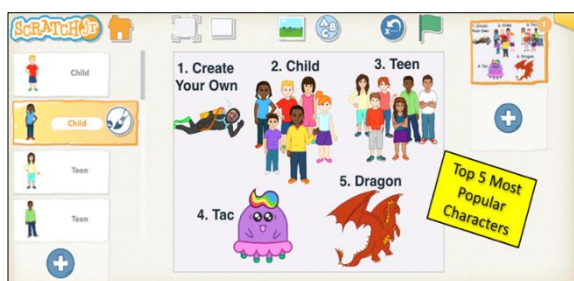 SCRATCHJr
Child
Child
Teen
Teen
1. Create
Your Own
2. Child
3. Teen
4. Tac
5. Dragon
Top 5 Most
Popular
Characters